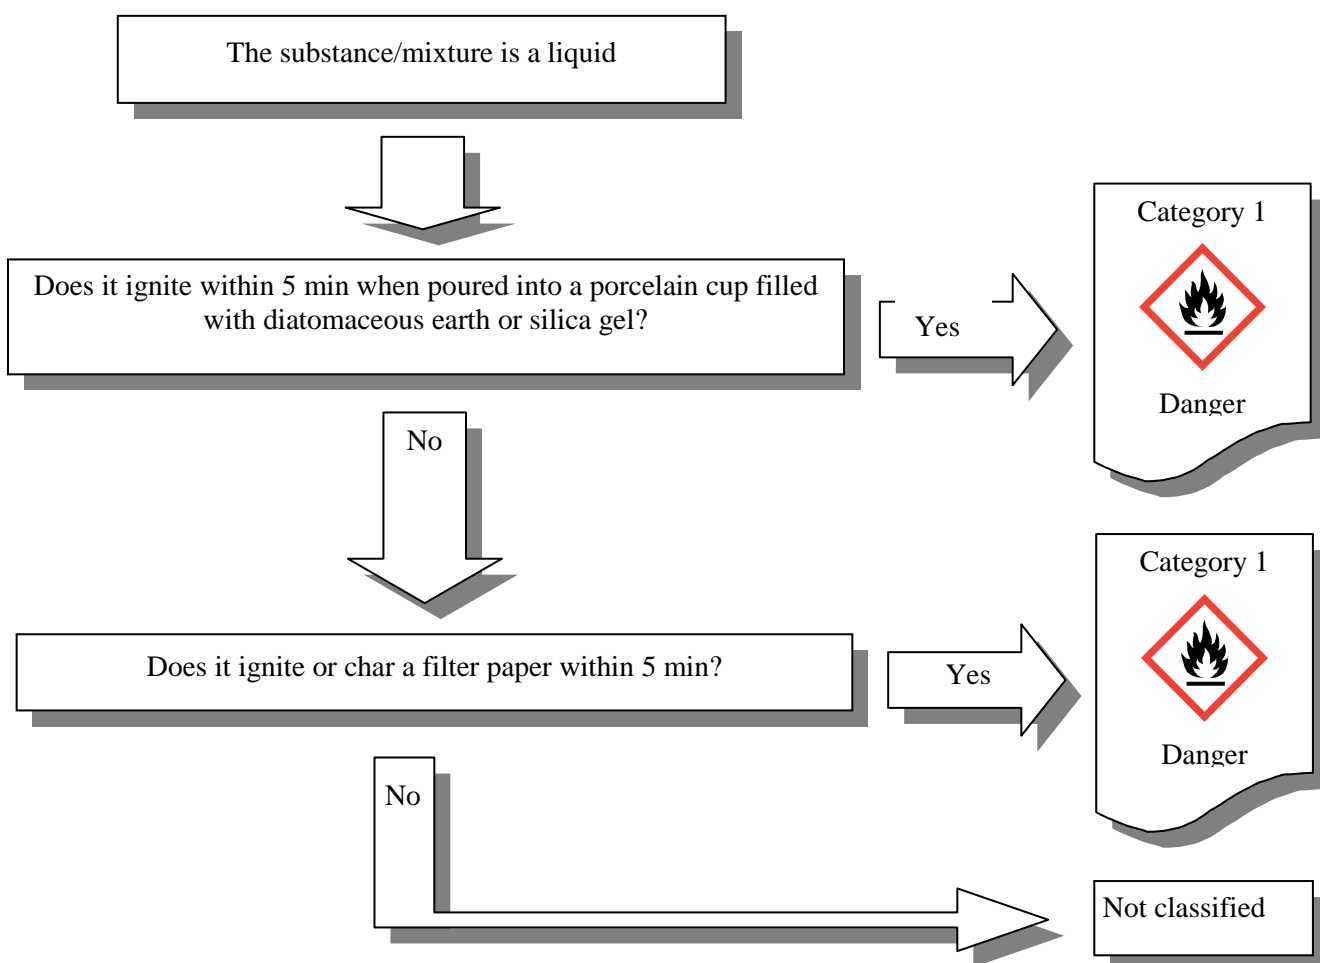 The substance/mixture is a liquid
Does it ignite within 5 min when poured into a porcelain cup filled
with diatomaceous earth or silica gel?
Yes
Category 1
Danger
No
Does it ignite or char a filter paper within 5 min?
Yes
Category 1
Danger
No
Not classified